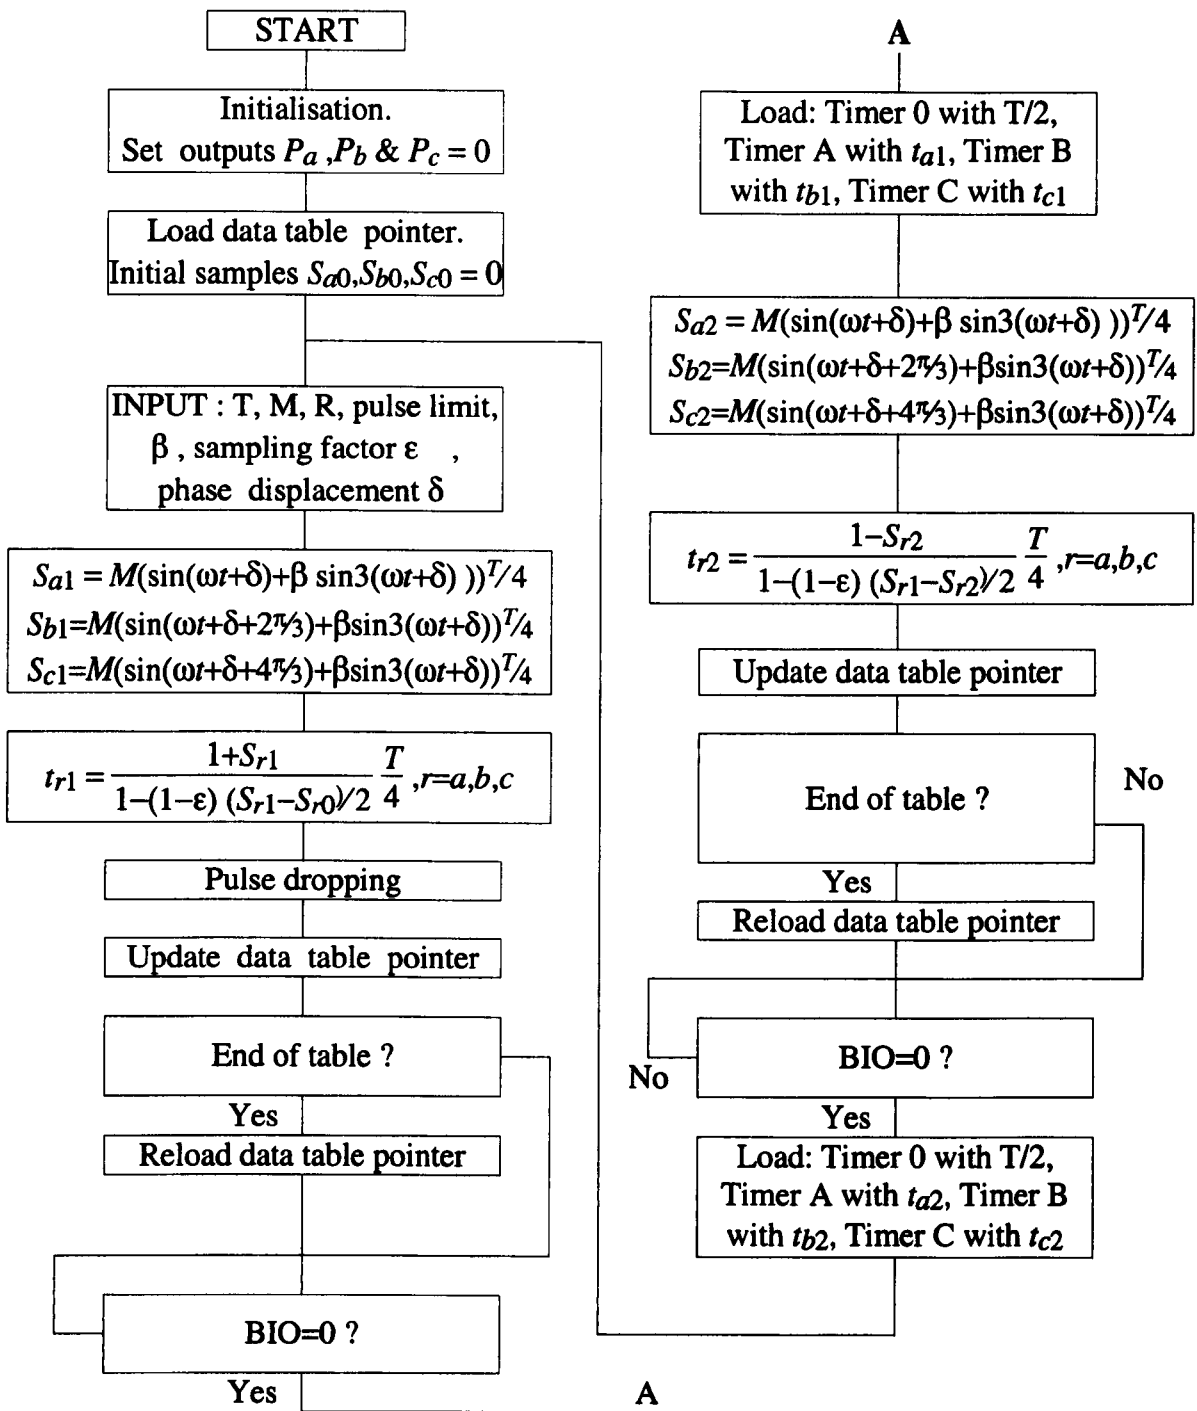 START
Initialisation.
Set outputs Pa ,Pb & Pc = 0
Load data table pointer.
Initial samples Sa0,Sb0,Sc0 = 0
INPUT : T, M, R, pulse limit,
β , sampling factor ε ,
phase displacement δ
Sa1 = M(sin(ωt+δ)+β sin3(ωt+δ) ))T/4
Sb1=M(sin(ωt+δ+2π/3)+βsin3(ωt+δ))T/4
Sc1=M(sin(ωt+δ+4π/3)+βsin3(ωt+δ))T/4
tr1 = 1+Sr1 / 1–(1–ε) (Sr1–Sr0)/2 T/4 ,r=a,b,c
Pulse dropping
Update data table pointer
End of table ?
Yes
Reload data table pointer
BIO=0 ?
Yes
A
A
Load: Timer 0 with T/2,
Timer A with ta1, Timer B
with tb1, Timer C with tc1
Sa2 = M(sin(ωt+δ)+β sin3(ωt+δ) ))T/4
Sb2=M(sin(ωt+δ+2π/3)+βsin3(ωt+δ))T/4
Sc2=M(sin(ωt+δ+4π/3)+βsin3(ωt+δ))T/4
tr2 = 1–Sr2 / 1–(1–ε) (Sr1–Sr2)/2 T/4 ,r=a,b,c
Update data table pointer
End of table ?
No
Yes
Reload data table pointer
BIO=0 ?
No
Yes
Load: Timer 0 with T/2,
Timer A with ta2, Timer B
with tb2, Timer C with tc2